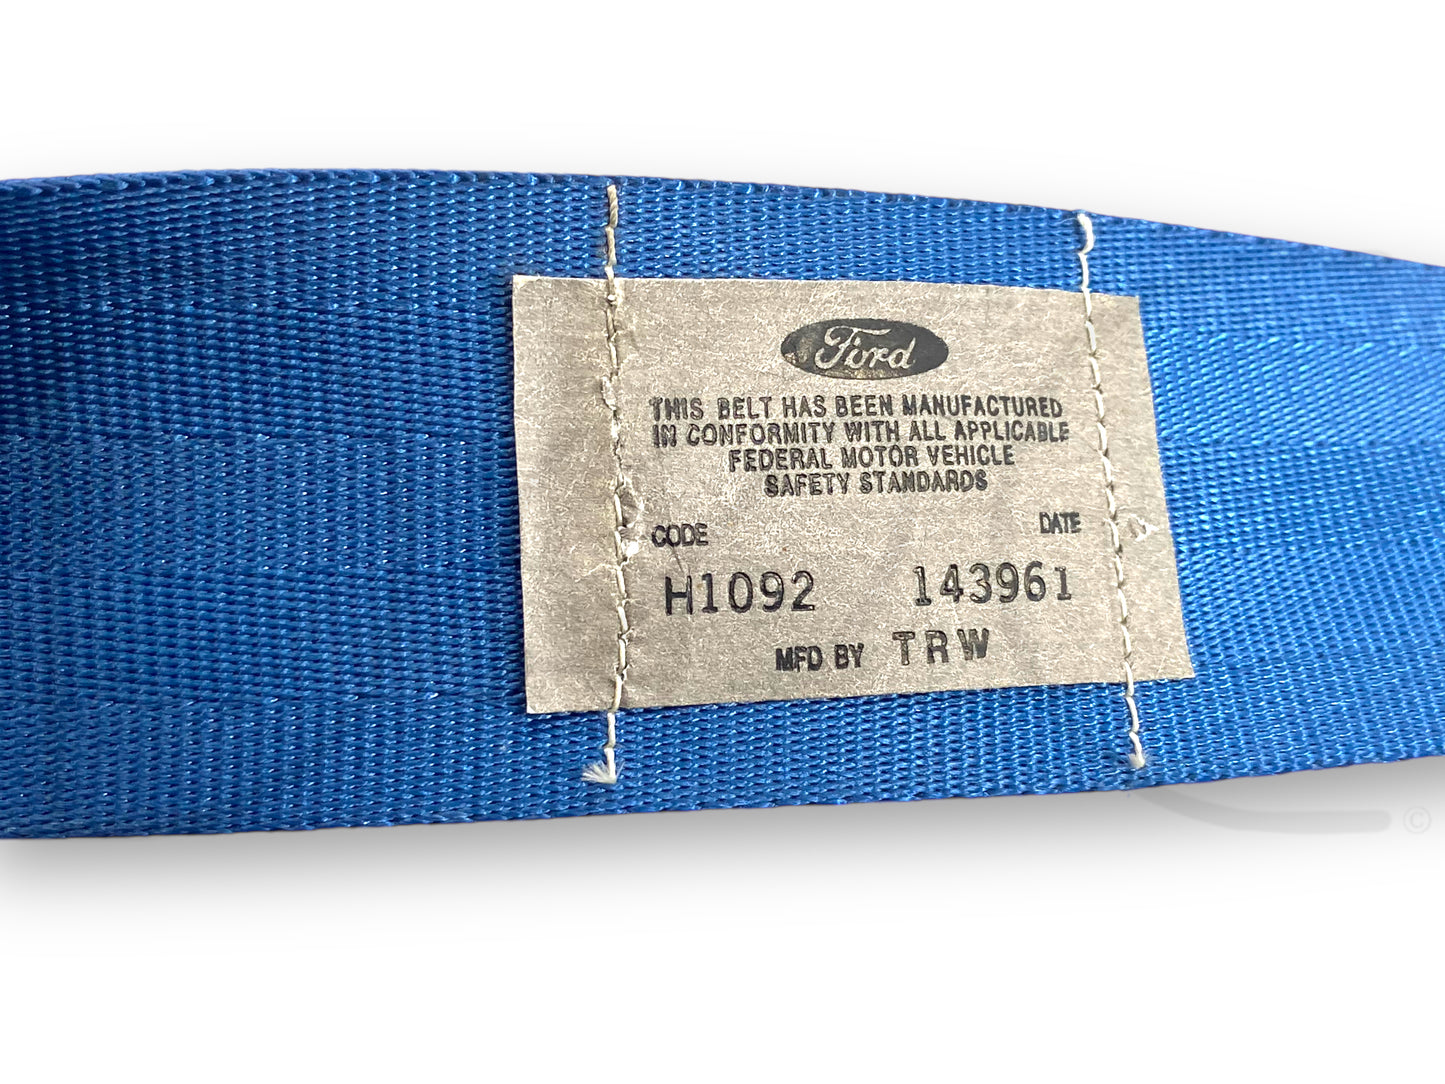 Ford
THIS BELT HAS BEEN MANUFACTURED
IN CONFORMITY WITH ALL APPLICABLE
FEDERAL MOTOR VEHICLE
SAFETY STANDARDS
CODE DATE
H1092 143961
MFD BY TRW
©